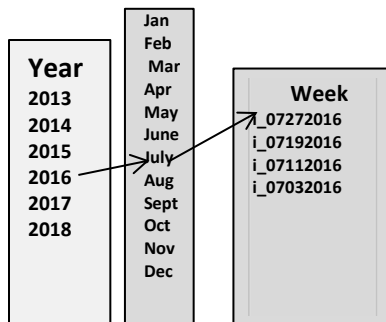 Year
2013
2014
2015
2016
2017
2018
Jan
Feb
Mar
Apr
May
June
July
Aug
Sept
Oct
Nov
Dec
Week
i_07272016
i_07192016
i_07112016
i_07032016